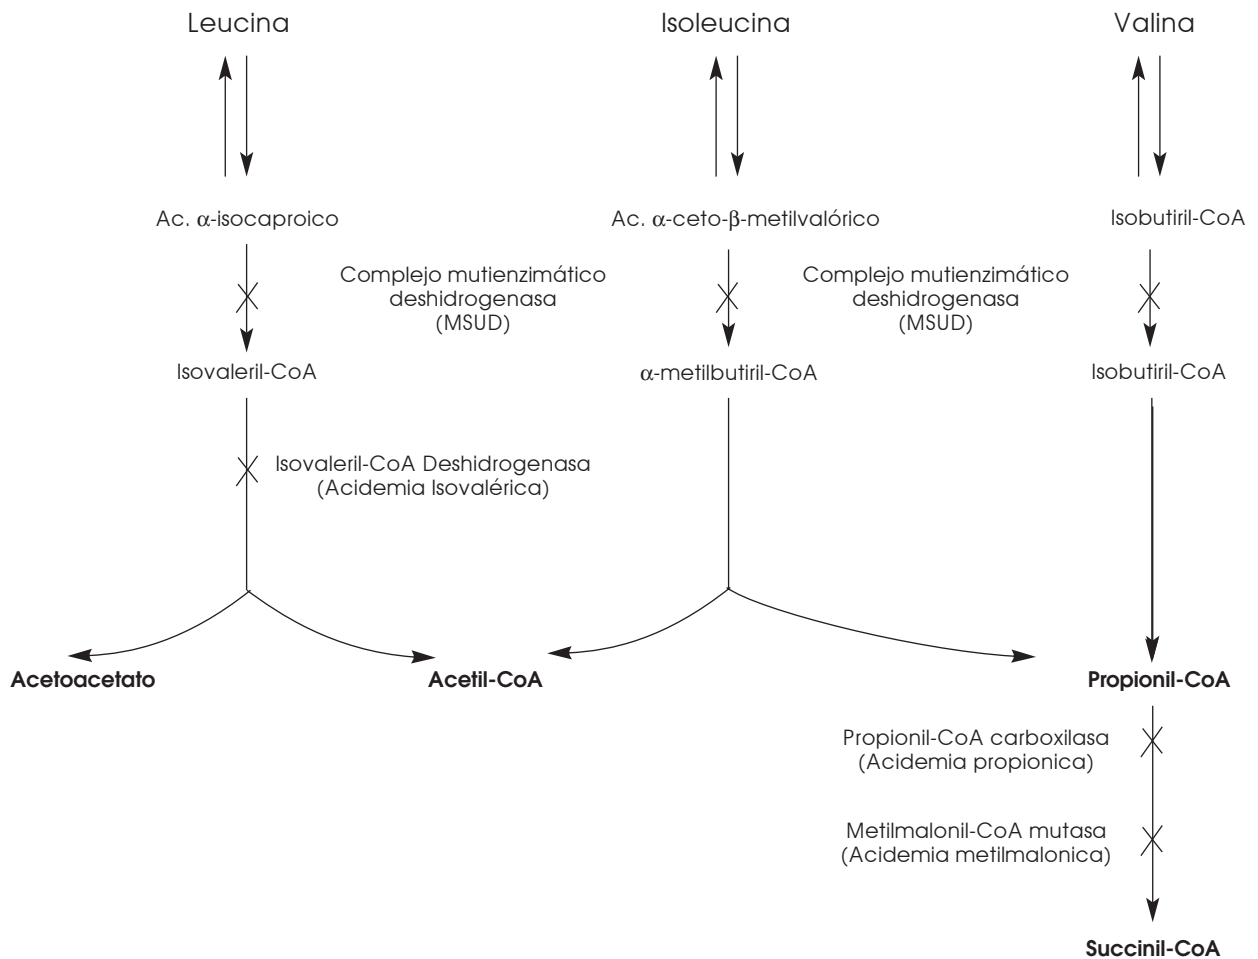 Leucina
Isoleucina
Valina
Ac. α-isocaproico
Ac. α-ceto-β-metilvalórico
Isobutiril-CoA
Complejo mutienzimático
deshidrogenasa
(MSUD)
Complejo mutienzimático
deshidrogenasa
(MSUD)
Isovaleril-CoA
α-metilbutiril-CoA
Isobutiril-CoA
Isovaleril-CoA Deshidrogenasa
(Acidemia Isovalérica)
Acetoacetato
Acetil-CoA
Propionil-CoA
Propionil-CoA carboxilasa
(Acidemia propionica)
Metilmalonil-CoA mutasa
(Acidemia metilmalonica)
Succinil-CoA